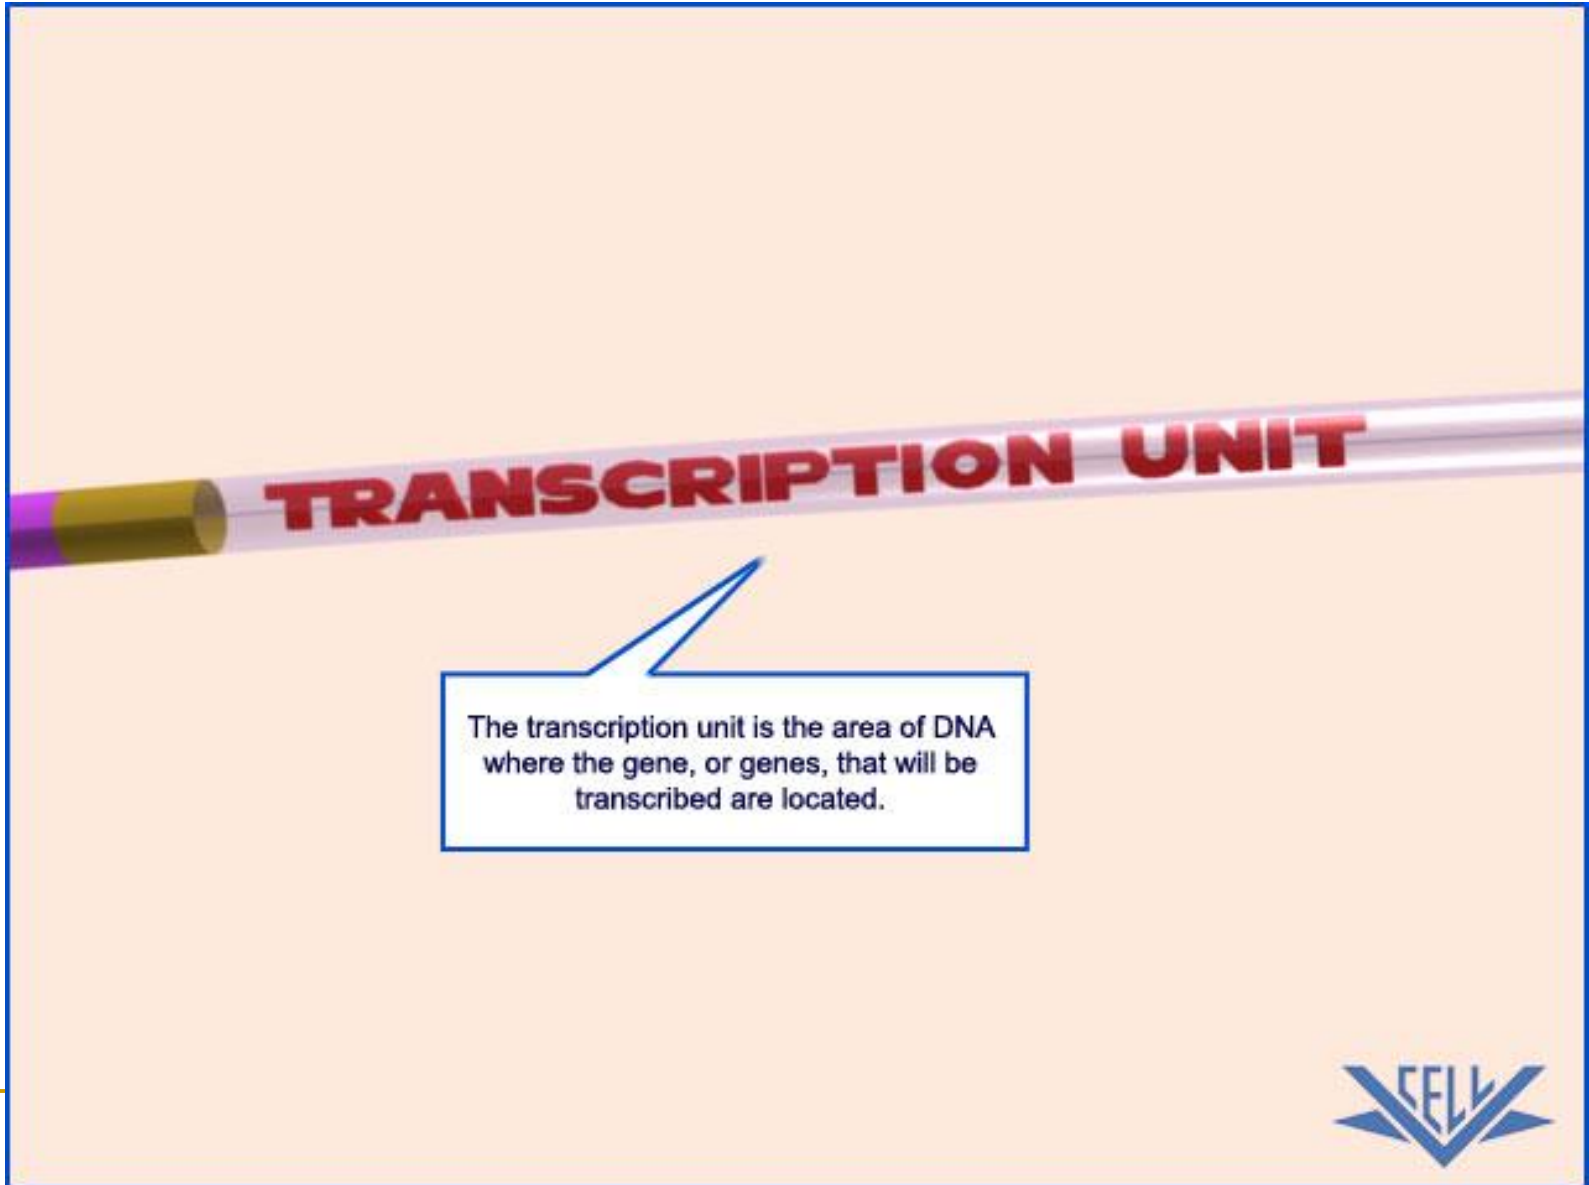 TRANSCRIPTION UNIT
The transcription unit is the area of DNA
where the gene, or genes, that will be
transcribed are located.
VCELL